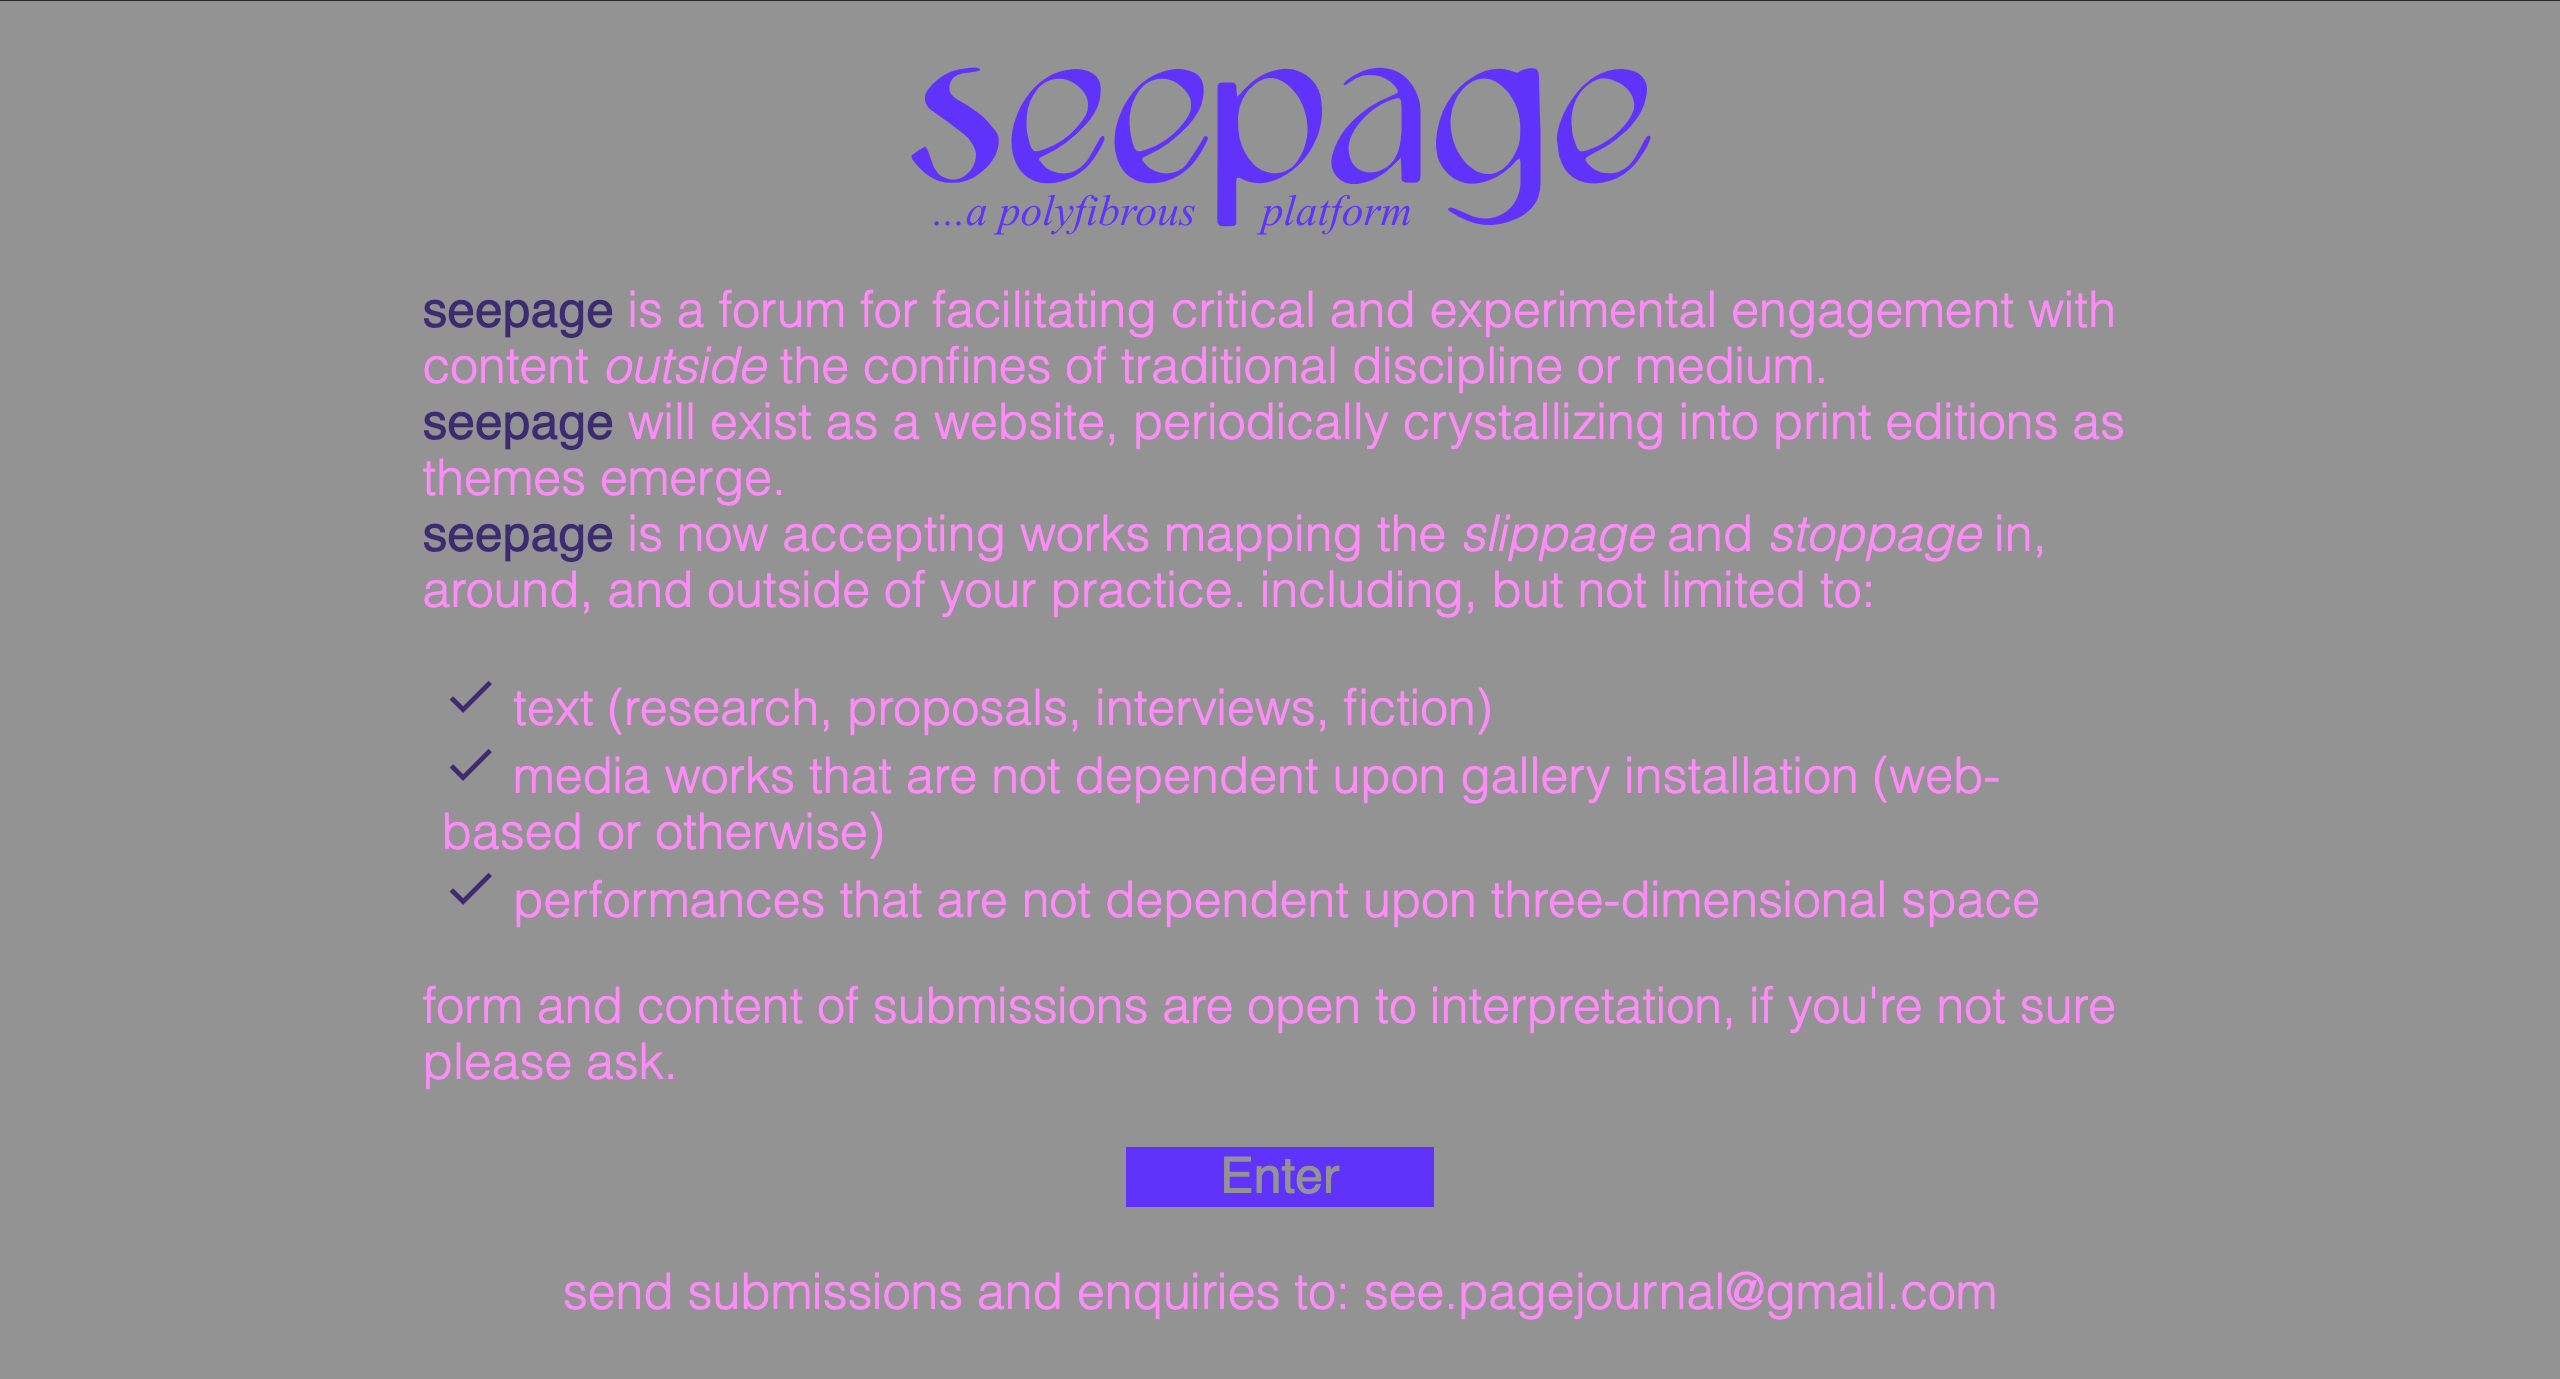 seepage
...a polyfibrous platform
seepage is a forum for facilitating critical and experimental engagement with
content outside the confines of traditional discipline or medium.
seepage will exist as a website, periodically crystallizing into print editions as
themes emerge.
seepage is now accepting works mapping the slippage and stoppage in,
around, and outside of your practice. including, but not limited to:
✓ text (research, proposals, interviews, fiction)
✓ media works that are not dependent upon gallery installation (web-
based or otherwise)
✓ performances that are not dependent upon three-dimensional space
form and content of submissions are open to interpretation, if you're not sure
please ask.
Enter
send submissions and enquiries to: see.pagejournal@gmail.com